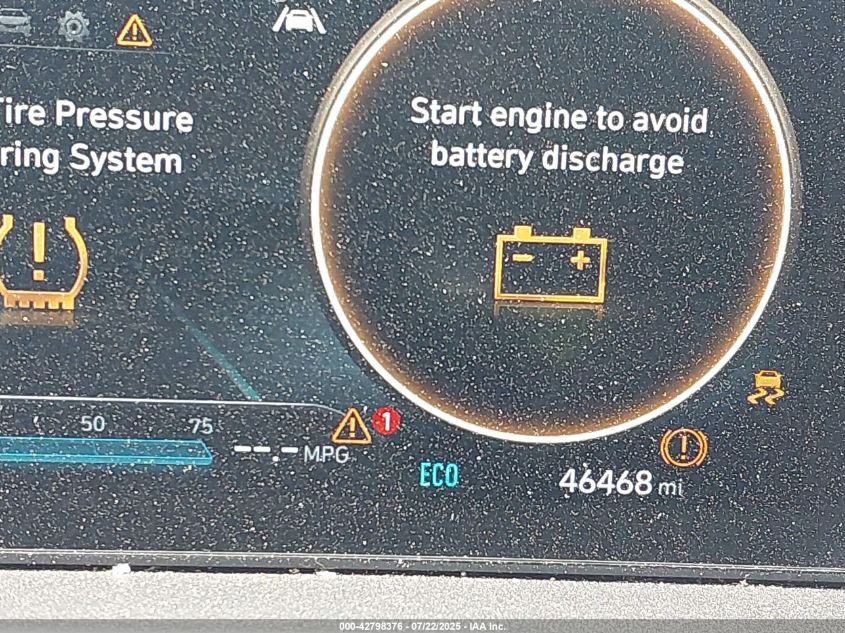 Tire Pressure
ring System
Start engine to avoid
battery discharge
- +
50 75
--.- MPG
1
ECO
46468 mi
000-42798376 - 07/22/2025 - IAA Inc.